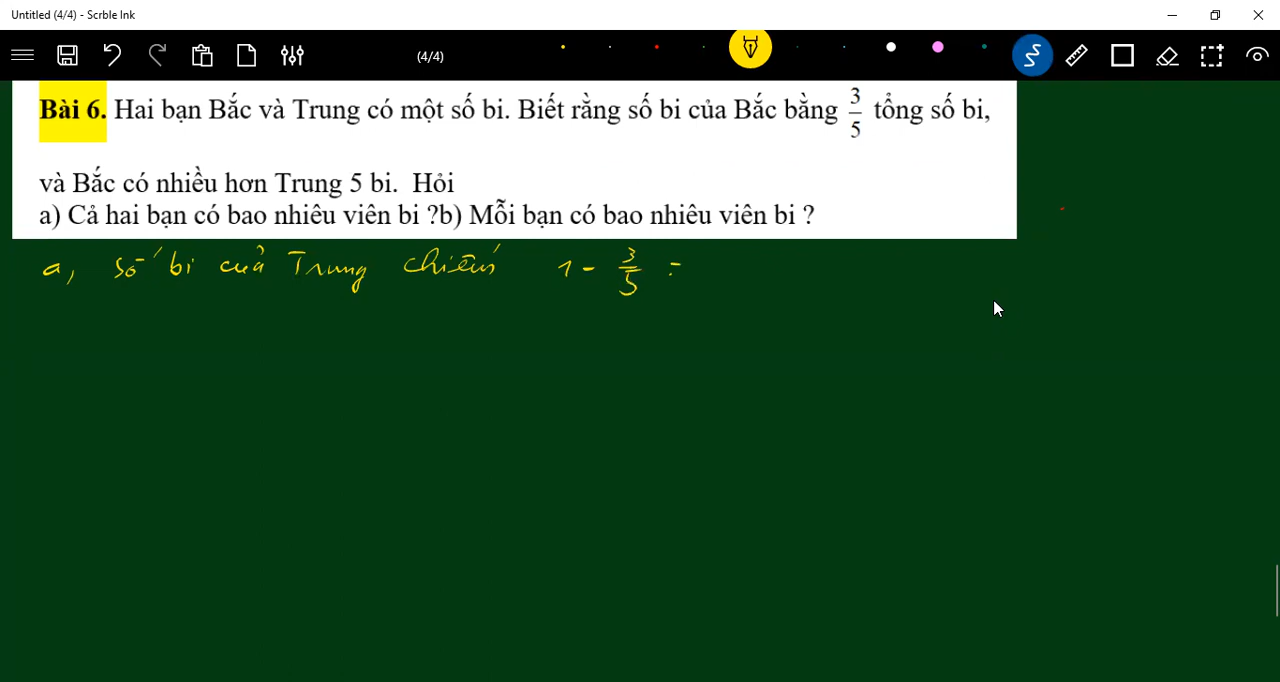 Untitled (4/4) - Scrble Ink
(4/4)
Bài 6. Hai bạn Bắc và Trung có một số bi. Biết rằng số bi của Bắc bằng 3/5 tổng số bi,
và Bắc có nhiều hơn Trung 5 bi. Hỏi
a) Cả hai bạn có bao nhiêu viên bi ?b) Mỗi bạn có bao nhiêu viên bi ?
a, số bi của Trung chiếm 1 - 3/5 =